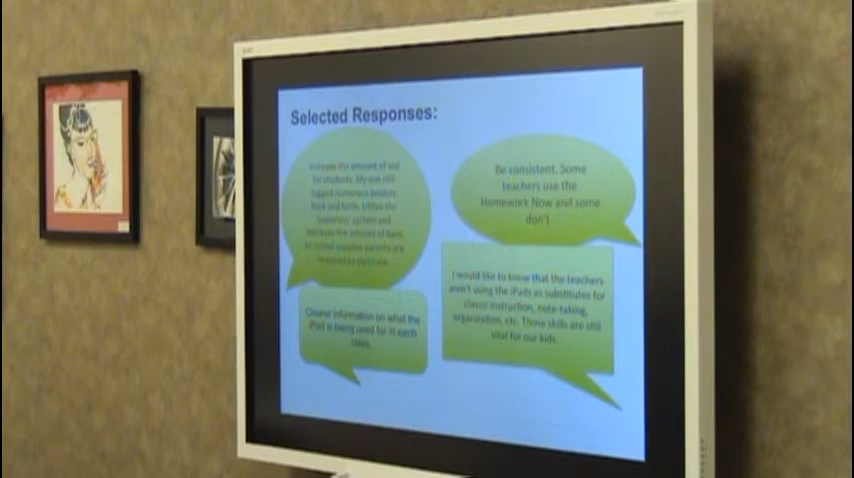 Selected Responses:
Increase the amount of use
for students. My son still
lugged numerous binders
back and forth. Utilize the
"paperless" system and
decrease the amount of back
to school supplies parents are
required to purchase.
Be consistent. Some
teachers use the
Homework Now and some
don't.
Clearer information on what the
iPad is being used for in each
class.
I would like to know that the teachers
aren't using the iPads as substitutes for
classic instruction, note-taking,
organization, etc. Those skills are still
vital for our kids.